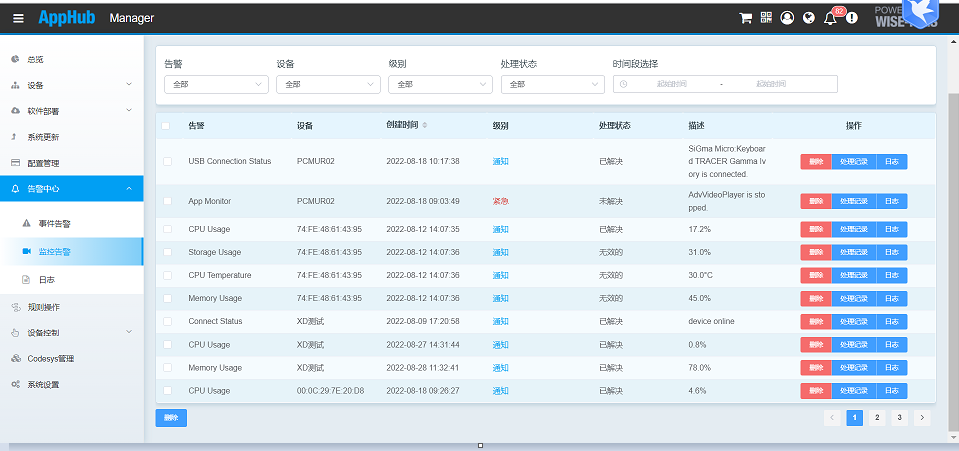 AppHub Manager
82
总览
设备
软件部署
系统更新
配置管理
告警中心
事件告警
监控告警
日志
规则操作
设备控制
Codesys管理
系统设置
告警 设备 级别 处理状态 时间段选择
全部 全部 全部 全部 起始时间 - 起始时间
告警 设备 创建时间 级别 处理状态 描述 操作
USB Connection Status PCMUR02 2022-08-18 10:17:38 通知 已解决 SiGma Micro:Keyboar
d TRACER Gamma Iv
ory is connected. 删除 处理记录 日志
App Monitor PCMUR02 2022-08-18 09:03:49 紧急 未解决 AdvVideoPlayer is sto
pped. 删除 处理记录 日志
CPU Usage 74:FE:48:61:43:95 2022-08-12 14:07:35 通知 已解决 17.2% 删除 处理记录 日志
Storage Usage 74:FE:48:61:43:95 2022-08-12 14:07:36 通知 无效的 31.0% 删除 处理记录 日志
CPU Temperature 74:FE:48:61:43:95 2022-08-12 14:07:36 通知 无效的 30.0°C 删除 处理记录 日志
Memory Usage 74:FE:48:61:43:95 2022-08-12 14:07:36 通知 无效的 45.0% 删除 处理记录 日志
Connect Status XD测试 2022-08-09 17:20:58 通知 已解决 device online 删除 处理记录 日志
CPU Usage XD测试 2022-08-27 14:31:44 通知 已解决 0.8% 删除 处理记录 日志
Memory Usage XD测试 2022-08-28 11:32:41 通知 已解决 78.0% 删除 处理记录 日志
CPU Usage 00:0C:29:7E:20:D8 2022-08-18 09:26:27 通知 已解决 4.6% 删除 处理记录 日志
删除 1 2 3